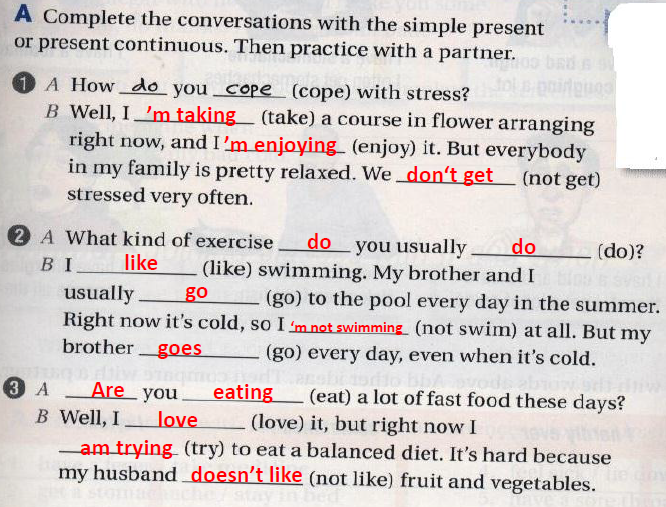 A Complete the conversations with the simple present
or present continuous. Then practice with a partner.
1 A How do you cope (cope) with stress?
B Well, I 'm taking (take) a course in flower arranging
right now, and I 'm enjoying (enjoy) it. But everybody
in my family is pretty relaxed. We don't get (not get)
stressed very often.
2 A What kind of exercise do you usually do (do)?
B I like (like) swimming. My brother and I
usually go (go) to the pool every day in the summer.
Right now it's cold, so I 'm not swimming (not swim) at all. But my
brother goes (go) every day, even when it's cold.
3 A Are you eating (eat) a lot of fast food these days?
B Well, I love (love) it, but right now I
am trying (try) to eat a balanced diet. It's hard because
my husband doesn't like (not like) fruit and vegetables.